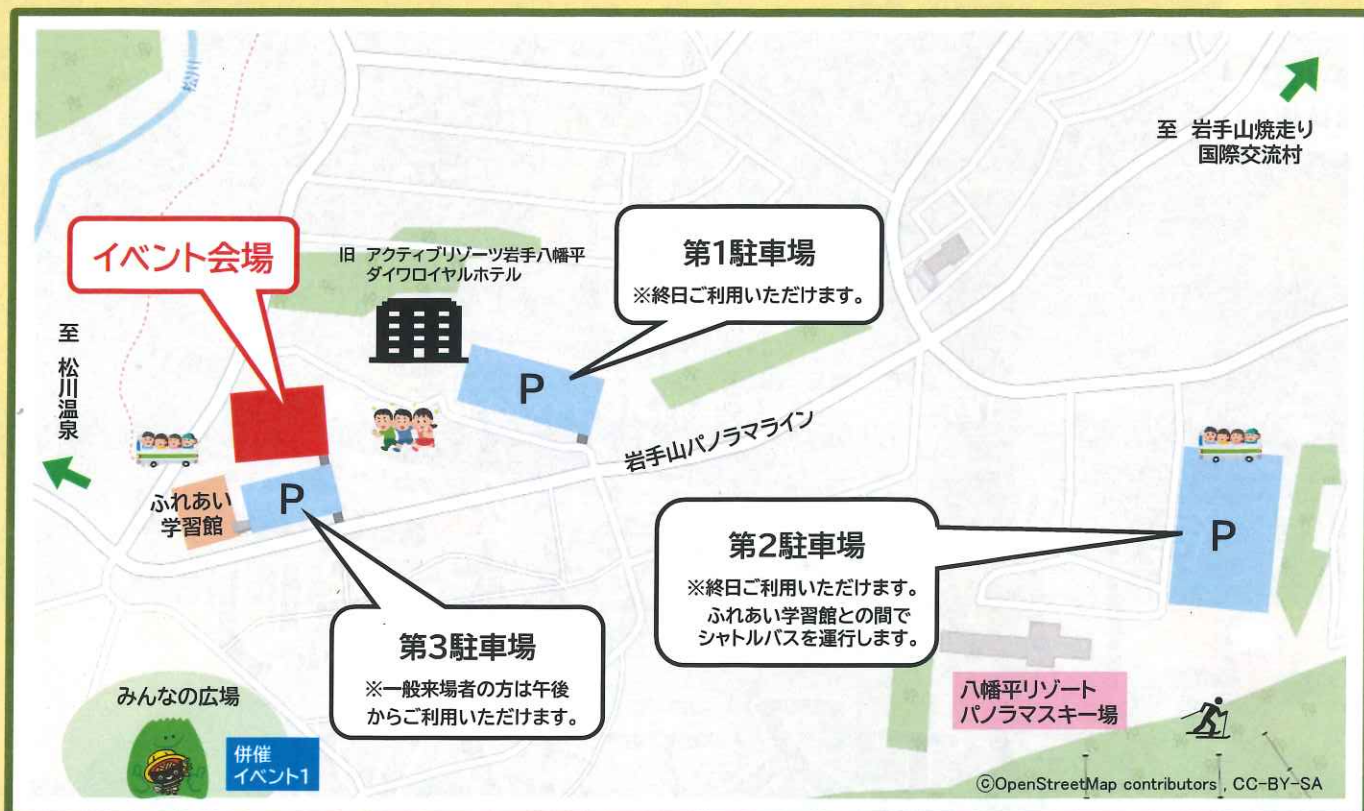 松川
至 岩手山焼走り
国際交流村
イベント会場
旧 アクティブリゾーツ岩手八幡平
ダイワロイヤルホテル
第1駐車場
※終日ご利用いただけます。
至 松川温泉
P
岩手山パノラマライン
ふれあい
学習館
P
第2駐車場
※終日ご利用いただけます。
ふれあい学習館との間で
シャトルバスを運行します。
P
第3駐車場
※一般来場者の方は午後
からご利用いただけます。
みんなの広場
併催
イベント1
八幡平リゾート
パノラマスキー場
©OpenStreetMap contributors, CC-BY-SA